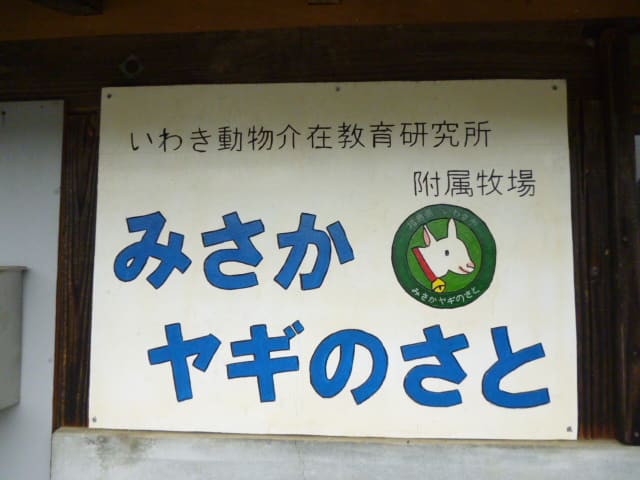 いわき動物介在教育研究所
附属牧場
みさか
ヤギのさと
みさかヤギのさと